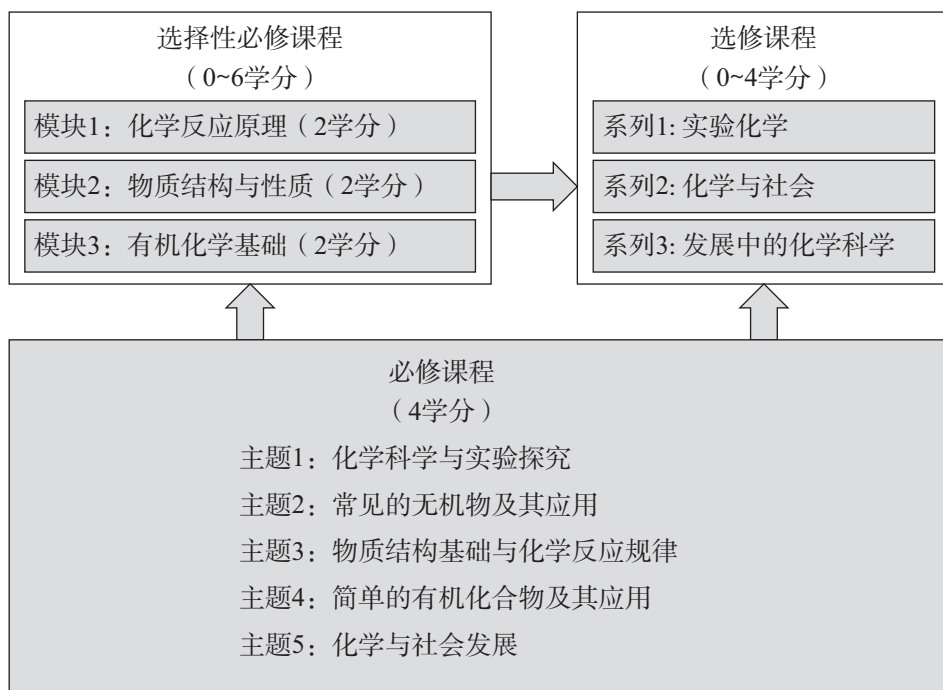 选择性必修课程
（0~6学分）
模块1：化学反应原理（2学分）
模块2：物质结构与性质（2学分）
模块3：有机化学基础（2学分）
选修课程
（0~4学分）
系列1: 实验化学
系列2: 化学与社会
系列3: 发展中的化学科学
必修课程
（4学分）
主题1：化学科学与实验探究
主题2：常见的无机物及其应用
主题3：物质结构基础与化学反应规律
主题4：简单的有机化合物及其应用
主题5：化学与社会发展